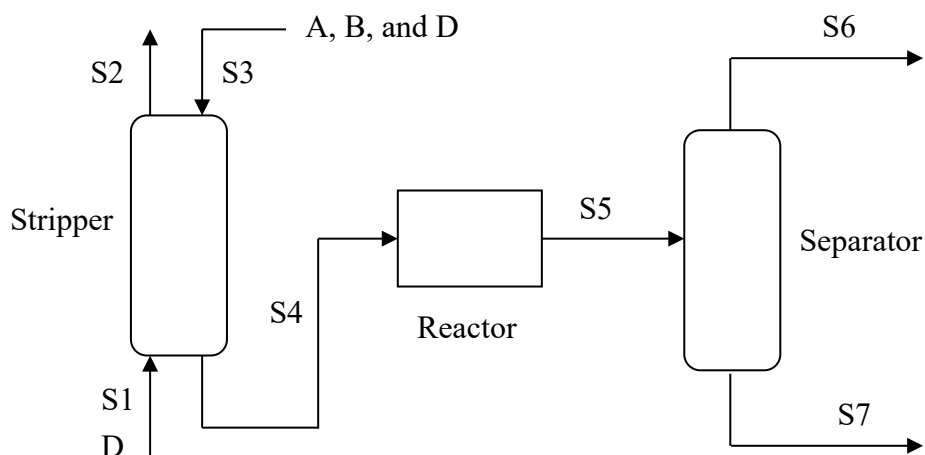 A, B, and D
S6
S2
S3
S5
Stripper
Separator
S4
Reactor
S1
S7
D